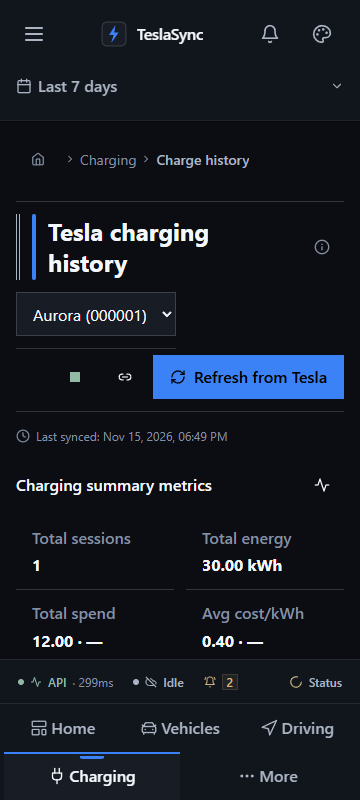 TeslaSync
Last 7 days
Charging
Charge history
Tesla charging
history
Aurora (000001)
Refresh from Tesla
Last synced: Nov 15, 2026, 06:49 PM
Charging summary metrics
Total sessions
1
Total energy
30.00 kWh
Total spend
12.00 · —
Avg cost/kWh
0.40 · —
API · 299ms
Idle
2
Status
Home
Vehicles
Driving
Charging
More